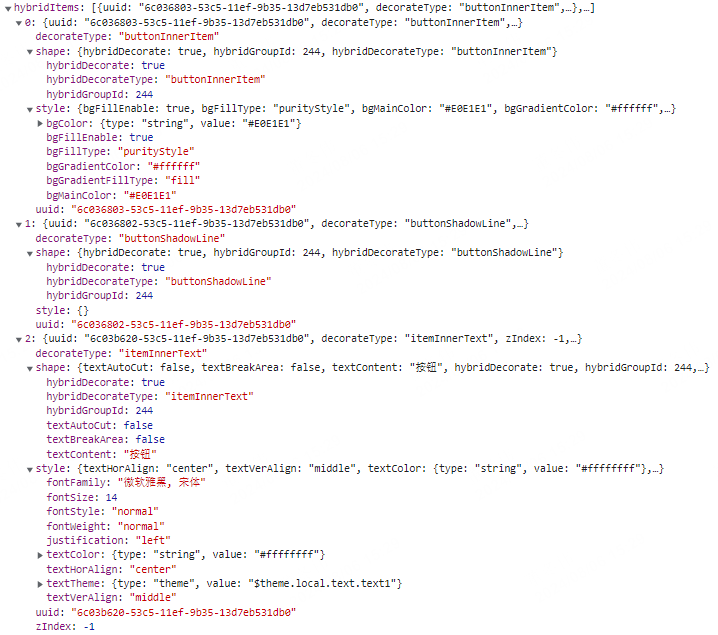 hybridItems: [{uuid: "6c036803-53c5-11ef-9b35-13d7eb531db0", decorateType: "buttonInnerItem",…},…]
0: {uuid: "6c036803-53c5-11ef-9b35-13d7eb531db0", decorateType: "buttonInnerItem",…}
decorateType: "buttonInnerItem"
shape: {hybridDecorate: true, hybridGroupId: 244, hybridDecorateType: "buttonInnerItem"}
hybridDecorate: true
hybridDecorateType: "buttonInnerItem"
hybridGroupId: 244
style: {bgFillEnable: true, bgFillType: "purityStyle", bgMainColor: "#E0E1E1", bgGradientColor: "#ffffff",…}
bgColor: {type: "string", value: "#E0E1E1"}
bgFillEnable: true
bgFillType: "purityStyle"
bgGradientColor: "#ffffff"
bgGradientFillType: "fill"
bgMainColor: "#E0E1E1"
uuid: "6c036803-53c5-11ef-9b35-13d7eb531db0"
1: {uuid: "6c036802-53c5-11ef-9b35-13d7eb531db0", decorateType: "buttonShadowLine",…}
decorateType: "buttonShadowLine"
shape: {hybridDecorate: true, hybridGroupId: 244, hybridDecorateType: "buttonShadowLine"}
hybridDecorate: true
hybridDecorateType: "buttonShadowLine"
hybridGroupId: 244
style: {}
uuid: "6c036802-53c5-11ef-9b35-13d7eb531db0"
2: {uuid: "6c03b620-53c5-11ef-9b35-13d7eb531db0", decorateType: "itemInnerText", zIndex: -1,…}
decorateType: "itemInnerText"
shape: {textAutoCut: false, textBreakArea: false, textContent: "按钮", hybridDecorate: true, hybridGroupId: 244,…}
hybridDecorate: true
hybridDecorateType: "itemInnerText"
hybridGroupId: 244
textAutoCut: false
textBreakArea: false
textContent: "按钮"
style: {textHorAlign: "center", textVerAlign: "middle", textColor: {type: "string", value: "#ffffffff"},…}
fontFamily: "微软雅黑, 宋体"
fontSize: 14
fontStyle: "normal"
fontWeight: "normal"
justification: "left"
textColor: {type: "string", value: "#ffffffff"}
textHorAlign: "center"
textTheme: {type: "theme", value: "$theme.local.text.text1"}
textVerAlign: "middle"
uuid: "6c03b620-53c5-11ef-9b35-13d7eb531db0"
zIndex: -1